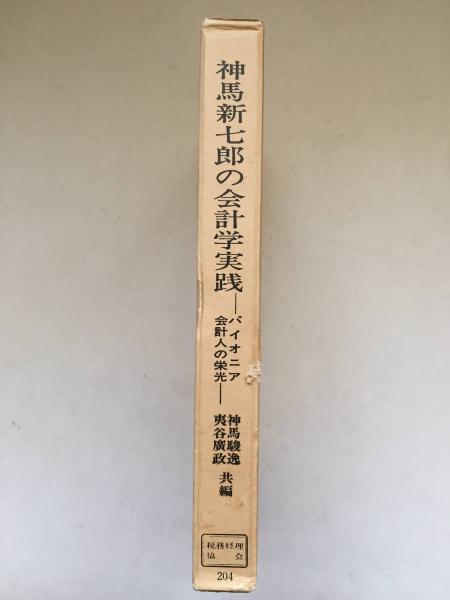 神馬新七郎の会計学実践
―パイオニア
会計人の栄光―
神馬駿逸
夷谷廣政
共編
税務経理
協会
204